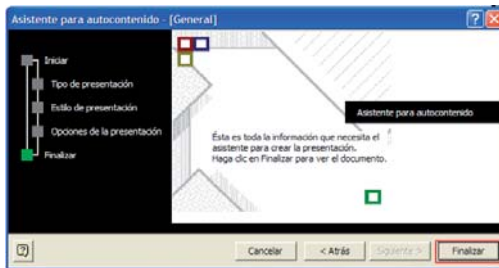 Asistente para autocontenido - [General]
Iniciar
Tipo de presentación
Estilo de presentación
Opciones de la presentación
Finalizar
Asistente para autocontenido
Ésta es toda la información que necesita el
asistente para crear la presentación.
Haga clic en Finalizar para ver el documento.
Cancelar
< Atrás
Siguiente >
Finalizar